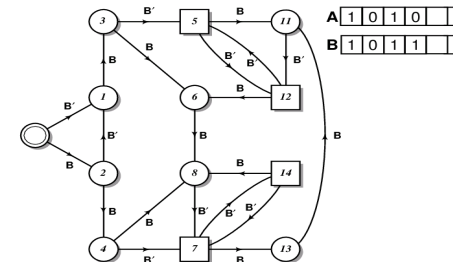 3 B′ 5 B 11 A 1 0 1 0
B 1 0 1 1
B B′ B′ B′
1 6 B 12
B′ B
B′ B B
B
2 8 B 14
B B B′ B′ B′
4 B′ 7 B 13